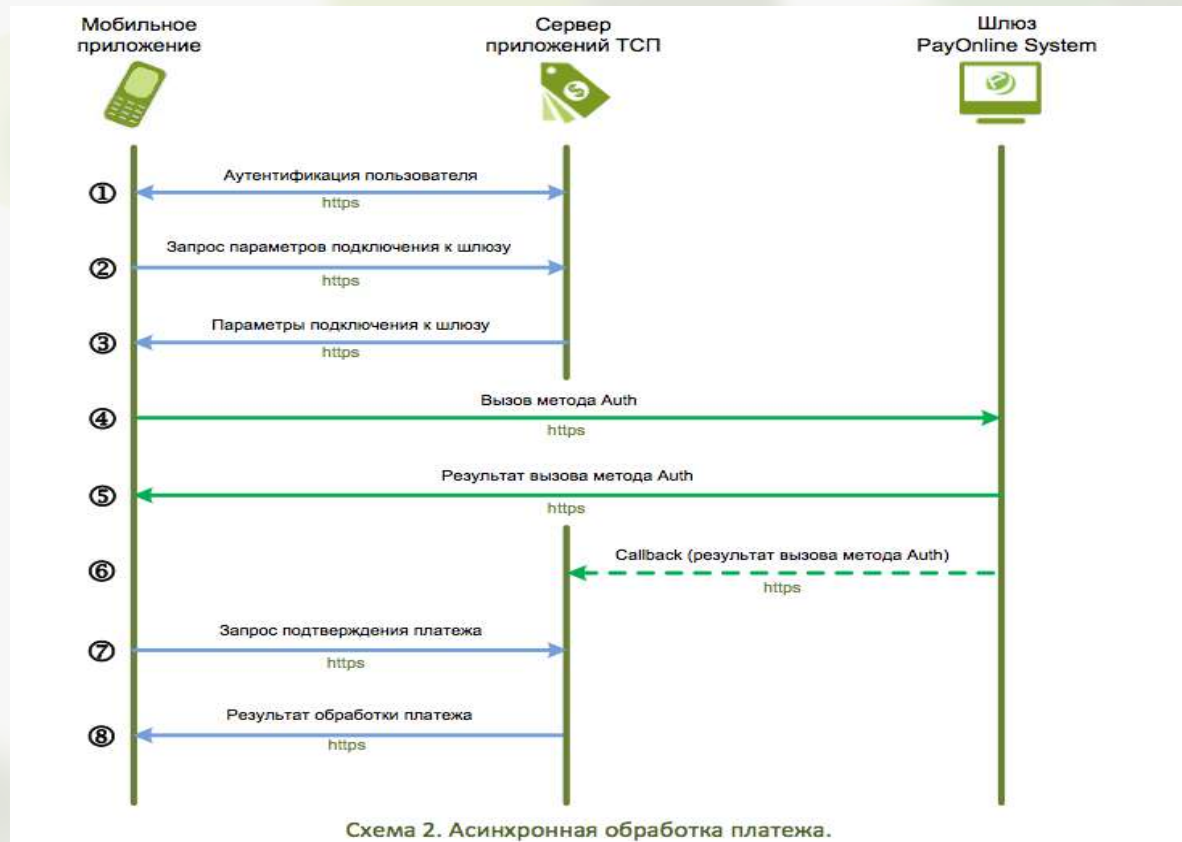 Мобильное
приложение
Сервер
приложений ТСП
Шлюз
PayOnline System
①
Аутентификация пользователя
https
②
Запрос параметров подключения к шлюзу
https
③
Параметры подключения к шлюзу
https
④
Вызов метода Auth
https
⑤
Результат вызова метода Auth
https
⑥
Callback (результат вызова метода Auth)
https
⑦
Запрос подтверждения платежа
https
⑧
Результат обработки платежа
https
Схема 2. Асинхронная обработка платежа.